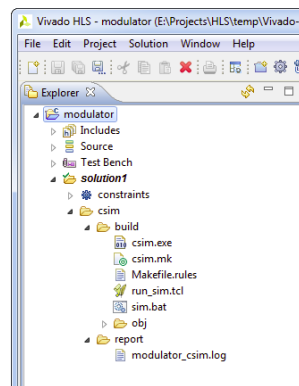 Vivado HLS - modulator (E:\Projects\HLS\temp\Vivado-
File Edit Project Solution Window Help
Explorer
modulator
Includes
Source
Test Bench
solution1
constraints
csim
build
csim.exe
csim.mk
Makefile.rules
run_sim.tcl
sim.bat
obj
report
modulator_csim.log